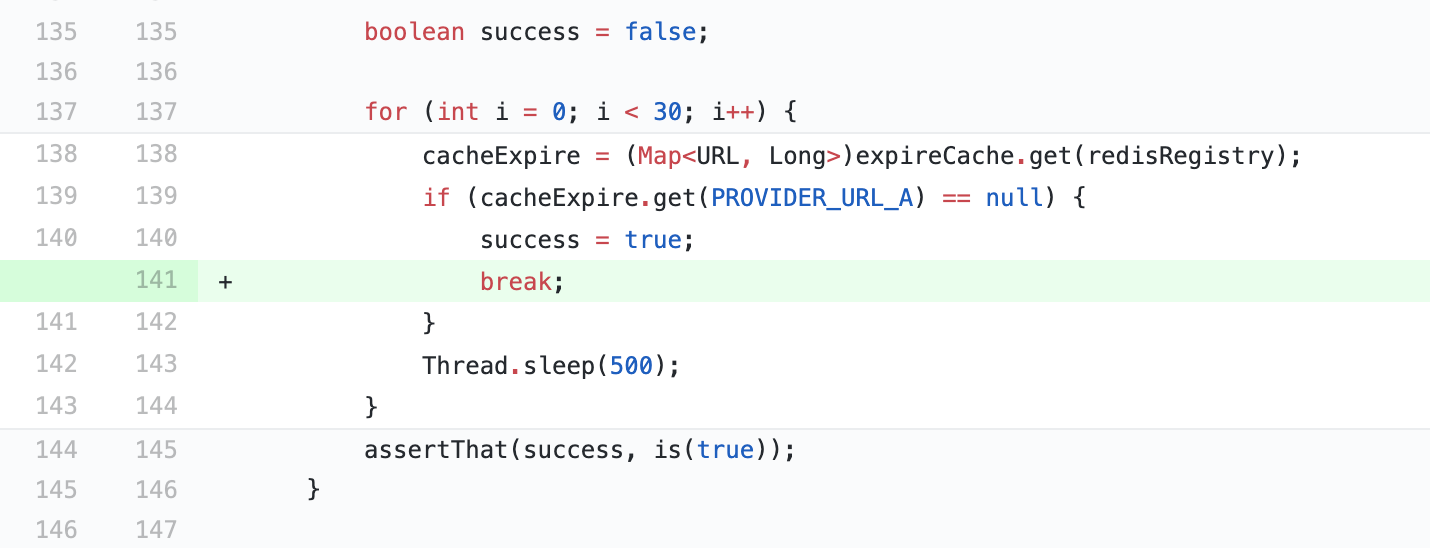 135 135 boolean success = false;
136 136
137 137 for (int i = 0; i < 30; i++) {
138 138 cacheExpire = (Map<URL, Long>)expireCache.get(redisRegistry);
139 139 if (cacheExpire.get(PROVIDER_URL_A) == null) {
140 140 success = true;
141 + break;
141 142 }
142 143 Thread.sleep(500);
143 144 }
144 145 assertThat(success, is(true));
145 146 }
146 147